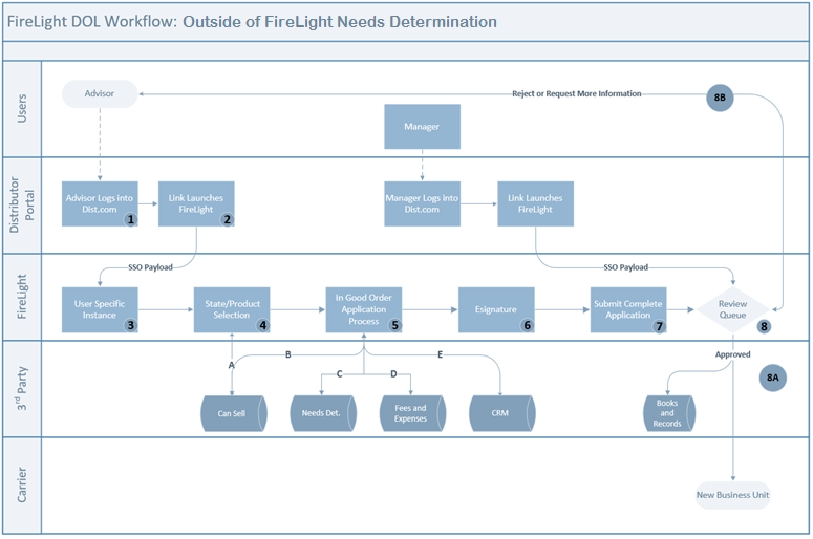 FireLight DOL Workflow: Outside of FireLight Needs Determination
Users
Advisor
Reject or Request More Information
8B
Manager
Distributor
Portal
Advisor Logs Into
Dist.com
1
Link Launches
FireLight
2
Manager Logs Into
Dist.com
Link Launches
FireLight
SSO Payload
SSO Payload
FireLight
User Specific
Instance
3
State/Product
Selection
4
In Good Order
Application
Process
5
Esignature
6
Submit Complete
Application
7
Review
Queue
8
3rd Party
A
B
C
D
E
Approved
8A
Can Sell
Needs Det.
Fees and
Expenses
CRM
Books
and
Records
Carrier
New Business Unit